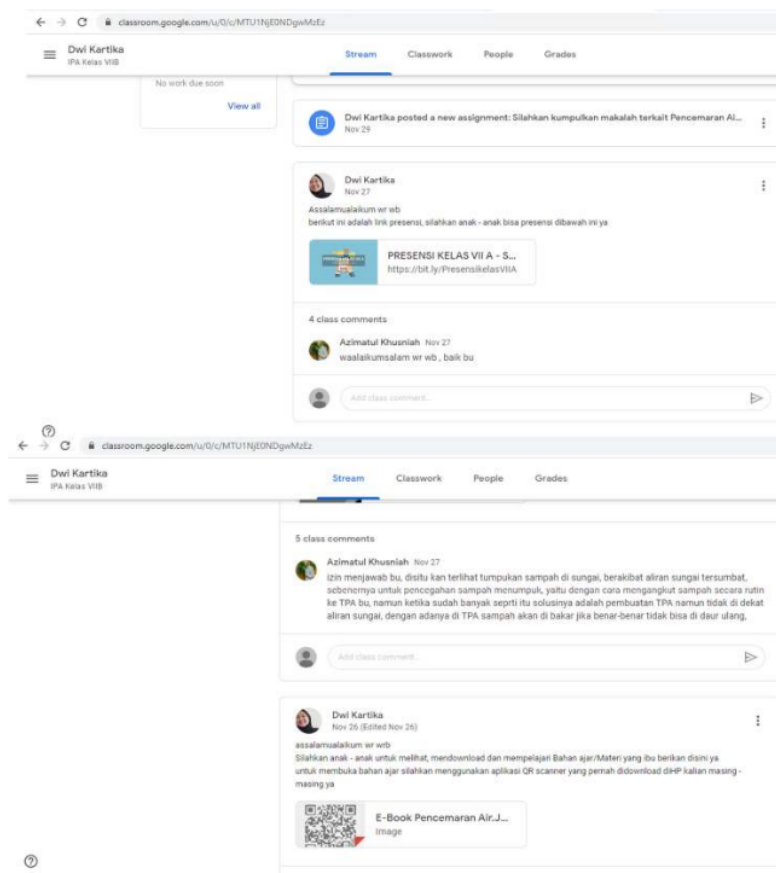 classroom.google.com/u/0/c/MTU1NjE0NDgwMzEz
Dwi Kartika
IPA Kelas VIIB
Stream Classwork People Grades
No work due soon
View all
Dwi Kartika posted a new assignment: Silahkan kumpulkan makalah terkait Pencemaran Ai...
Nov 29
Dwi Kartika
Nov 27
Assalamualaikum wr wb
berikut ini adalah link presensi, silahkan anak - anak bisa presensi dibawah ini ya
PRESENSI KELAS VII A - S...
https://bit.ly/PresensikelasVIIA
4 class comments
Azimatul Khusniah Nov 27
waalaikumsalam wr wb , baik bu
Add class comment...
classroom.google.com/u/0/c/MTU1NjE0NDgwMzEz
Dwi Kartika
IPA Kelas VIIB
Stream Classwork People Grades
5 class comments
Azimatul Khusniah Nov 27
izin menjawab bu, disitu kan terlihat tumpukan sampah di sungai, berakibat aliran sungai tersumbat,
sebenernya untuk pencegahan sampah menumpuk, yaitu dengan cara mengangkut sampah secara rutin
ke TPA bu, namun ketika sudah banyak seprti itu solusinya adalah pembuatan TPA namun tidak di dekat
aliran sungai, dengan adanya di TPA sampah akan di bakar jika benar-benar tidak bisa di daur ulang,
Add class comment...
Dwi Kartika
Nov 26 (Edited Nov 26)
assalamualaikum wr wrb
Silahkan anak - anak untuk melihat, mendownload dan mempelajari Bahan ajar/Materi yang ibu berikan disini ya
untuk membuka bahan ajar silahkan menggunakan aplikasi QR scanner yang pernah didownload diHP kalian masing -
masing ya
E-Book Pencemaran Air.J...
Image